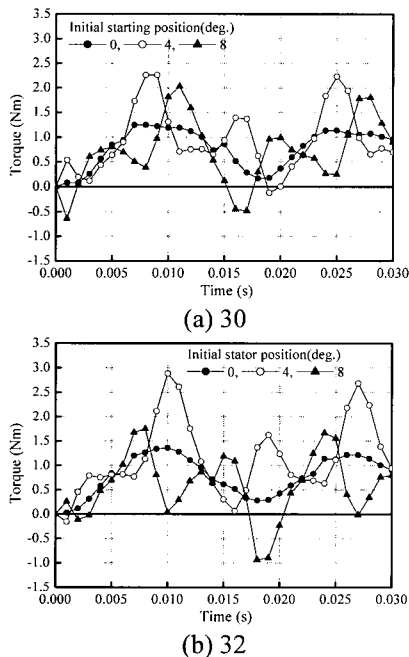 3.5
Initial starting position(deg.)
0, 4, 8
3.0
2.5
2.0
1.5
1.0
0.5
0.0
0.5
1.0
-1.5
Torque (Nm)
0.000 0.005 0.010 0.015 0.020 0.025 0.030
Time (s)
(a) 30
3.5
Initial stator position(deg.)
0, 4, 8
3.0
2.5
2.0
1.5
1.0
0.5
0.0
-0.5
-1.0
-1.5
Torque (Nm)
0.000 0.005 0.010 0.015 0.020 0.025 0.030
Time (s)
(b) 32